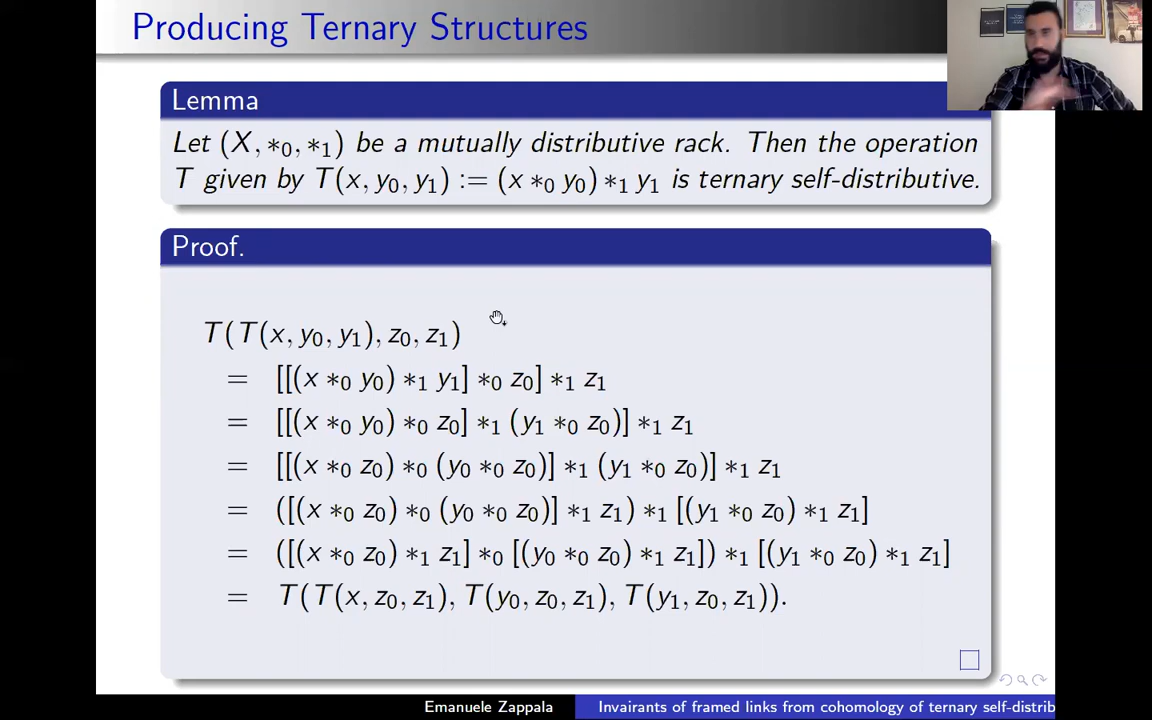 Producing Ternary Structures
Lemma
Let (X, *₀, *₁) be a mutually distributive rack. Then the operation
T given by T(x, y₀, y₁) := (x *₀ y₀) *₁ y₁ is ternary self-distributive.
Proof.
T(T(x, y₀, y₁), z₀, z₁)
= [[(x *₀ y₀) *₁ y₁] *₀ z₀] *₁ z₁
= [[(x *₀ y₀) *₀ z₀] *₁ (y₁ *₀ z₀)] *₁ z₁
= [[(x *₀ z₀) *₀ (y₀ *₀ z₀)] *₁ (y₁ *₀ z₀)] *₁ z₁
= ([(x *₀ z₀) *₀ (y₀ *₀ z₀)] *₁ z₁) *₁ [(y₁ *₀ z₀) *₁ z₁]
= ([(x *₀ z₀) *₁ z₁] *₀ [(y₀ *₀ z₀) *₁ z₁]) *₁ [(y₁ *₀ z₀) *₁ z₁]
= T(T(x, z₀, z₁), T(y₀, z₀, z₁), T(y₁, z₀, z₁)).
□
Emanuele Zappala Invairants of framed links from cohomology of ternary self-distrib